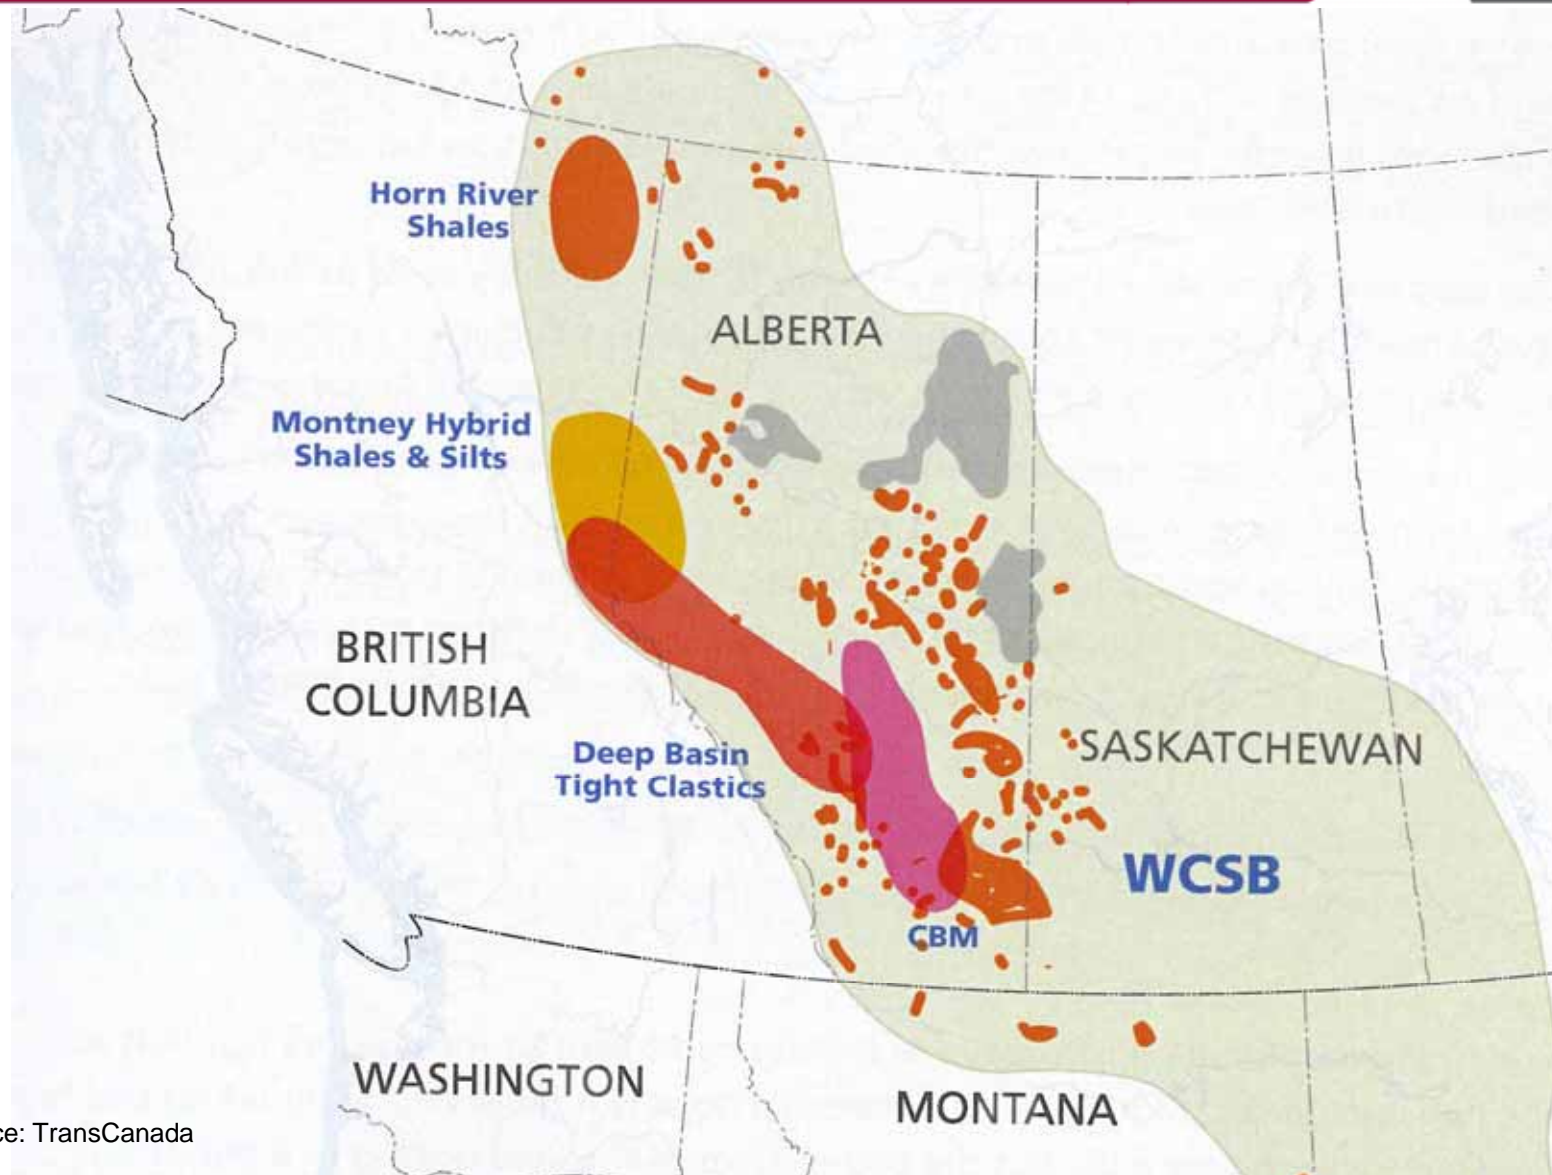 Horn River
Shales
ALBERTA
Montney Hybrid
Shales & Silts
BRITISH
COLUMBIA
Deep Basin
Tight Clastics
SASKATCHEWAN
WCSB
CBM
WASHINGTON
MONTANA
ce: TransCanada